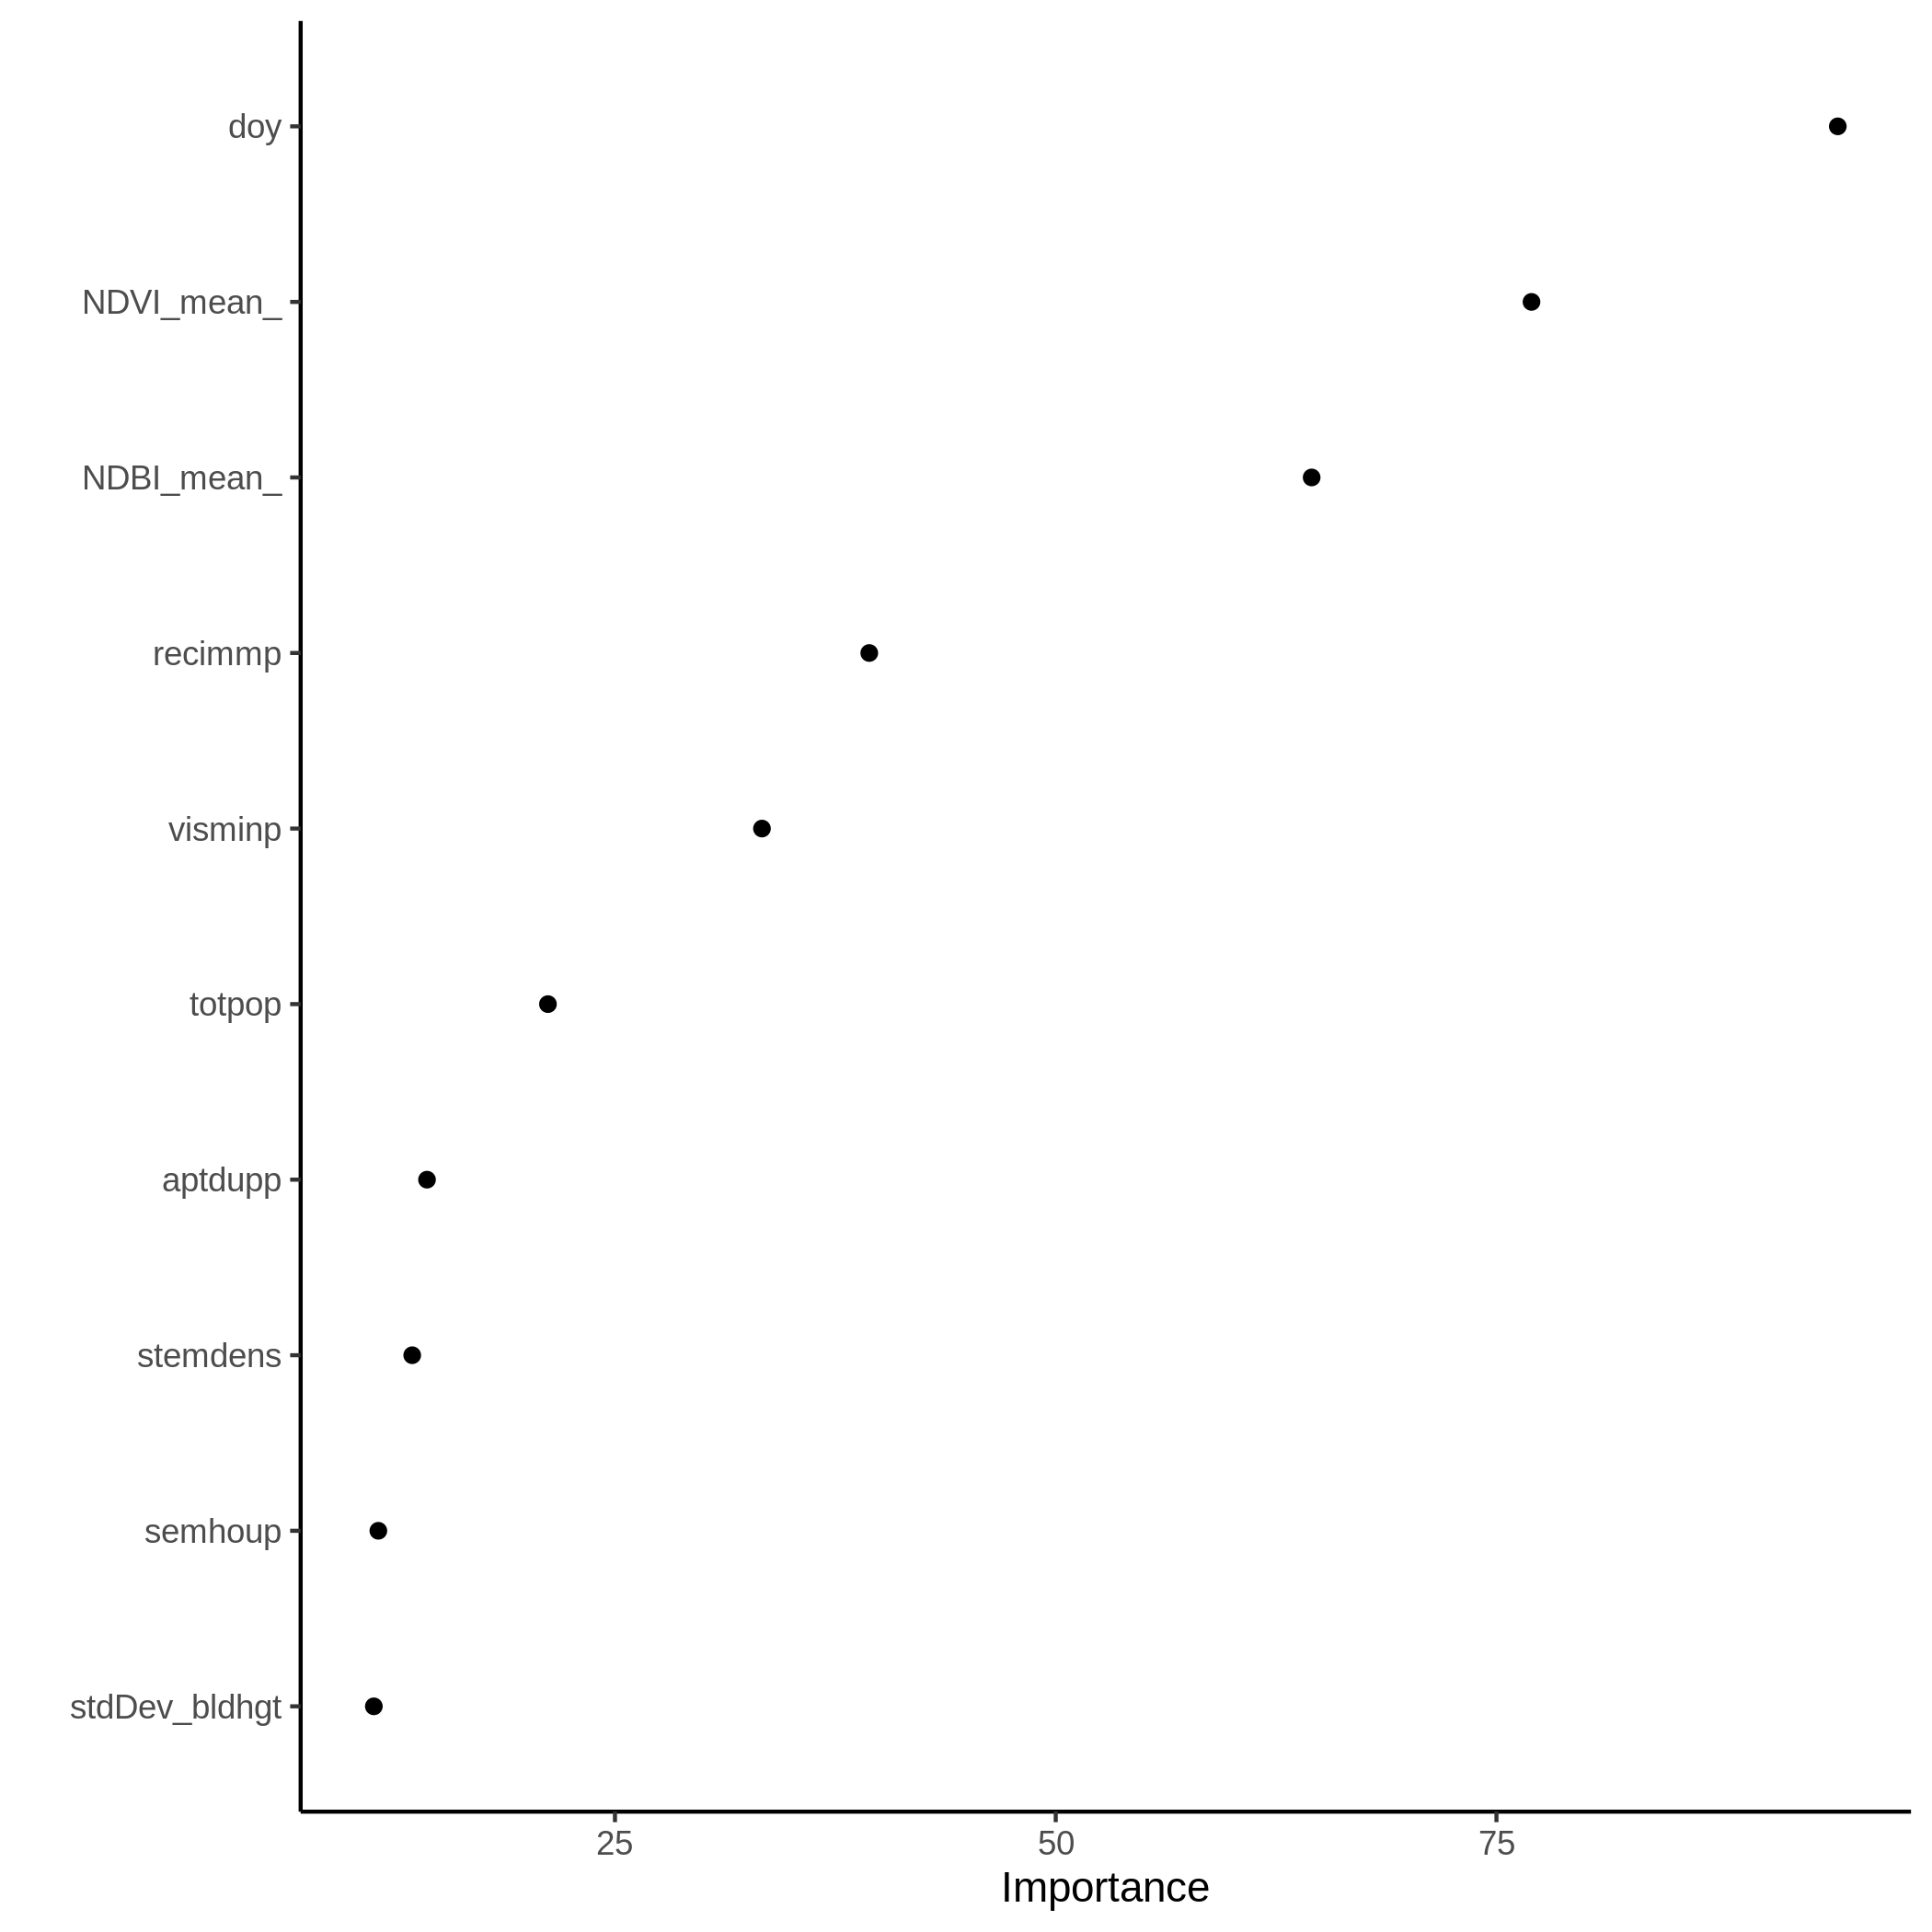 doy
NDVI_mean_
NDBI_mean_
recimmp
visminp
totpop
aptdupp
stemdens
semhoup
stdDev_bldhgt
25 50 75
Importance